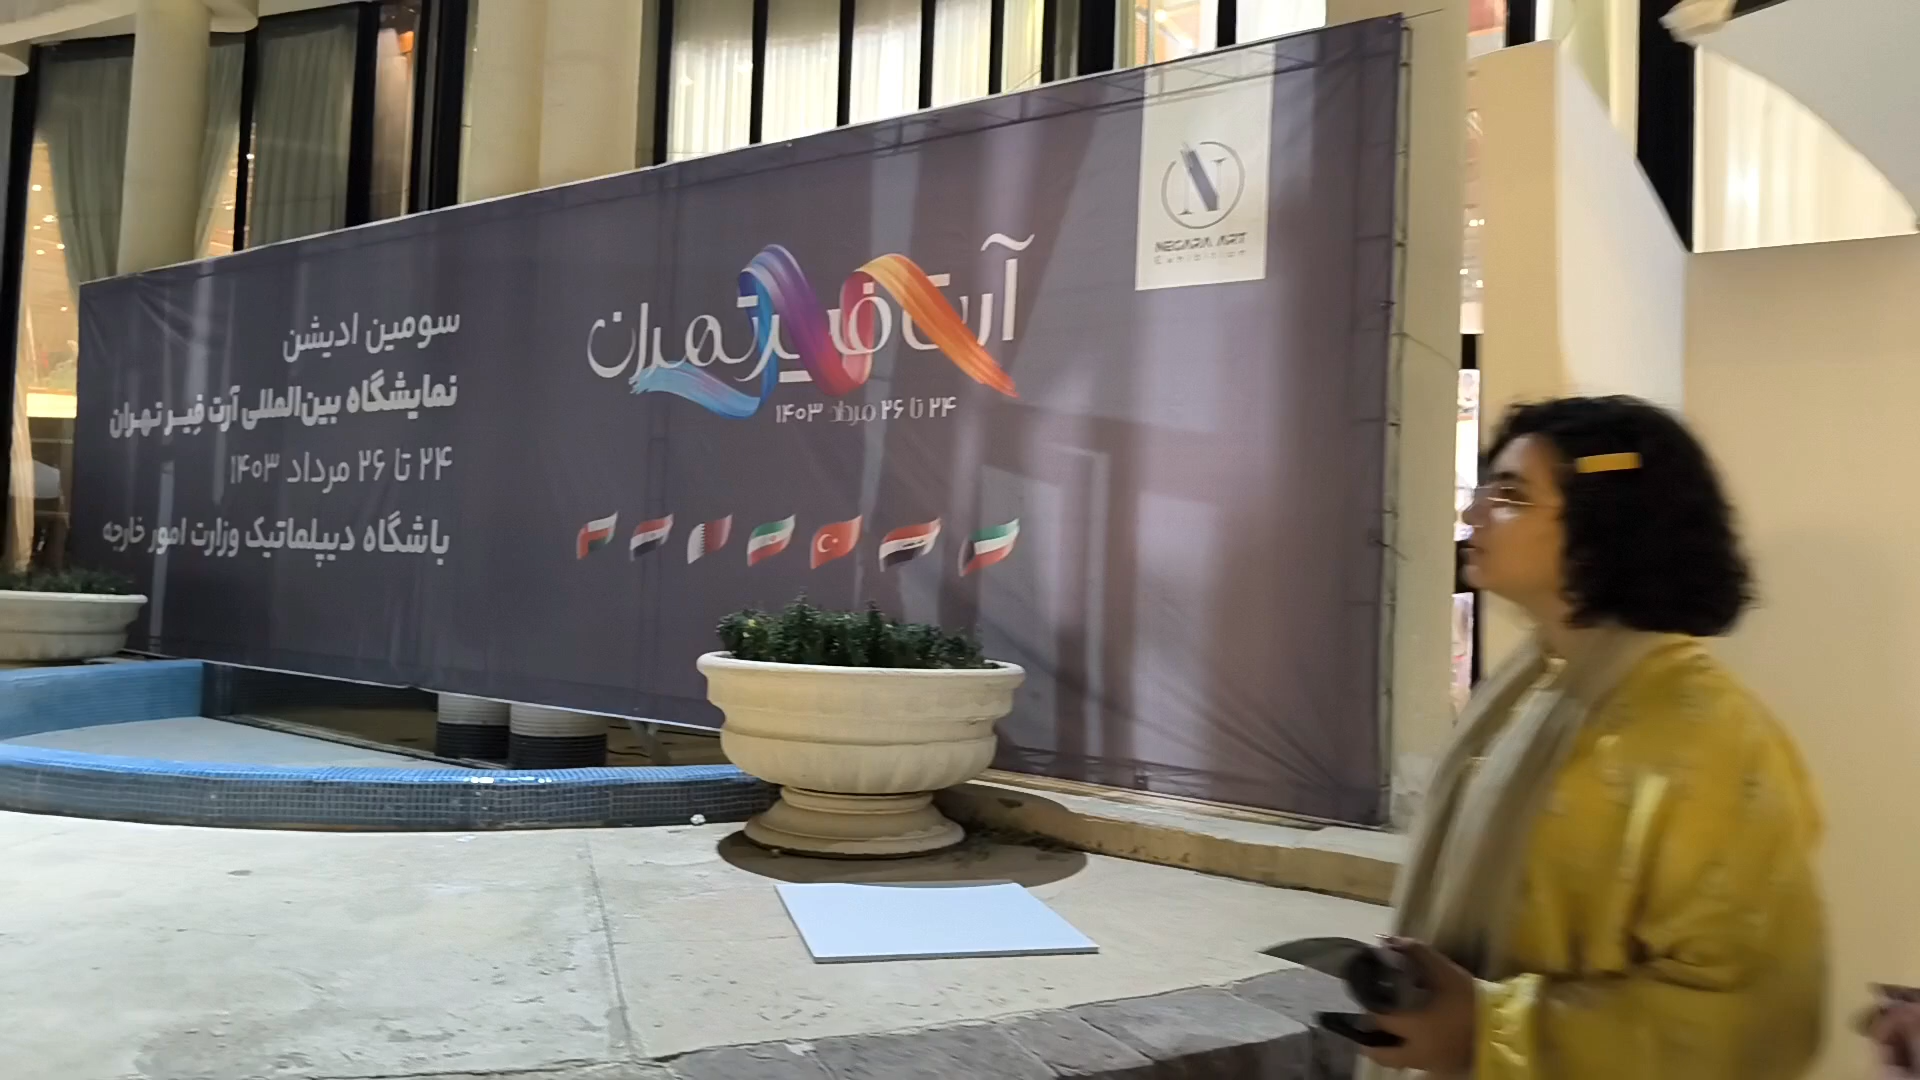 NEGARA ART
Exhibition
آرت فیر تهران
۲۴ تا ۲۶ مرداد ۱۴۰۳
سومین ادیشن
نمایشگاه بین‌المللی آرت فِیر تهران
۲۴ تا ۲۶ مرداد ۱۴۰۳
باشگاه دیپلماتیک وزارت امور خارجه